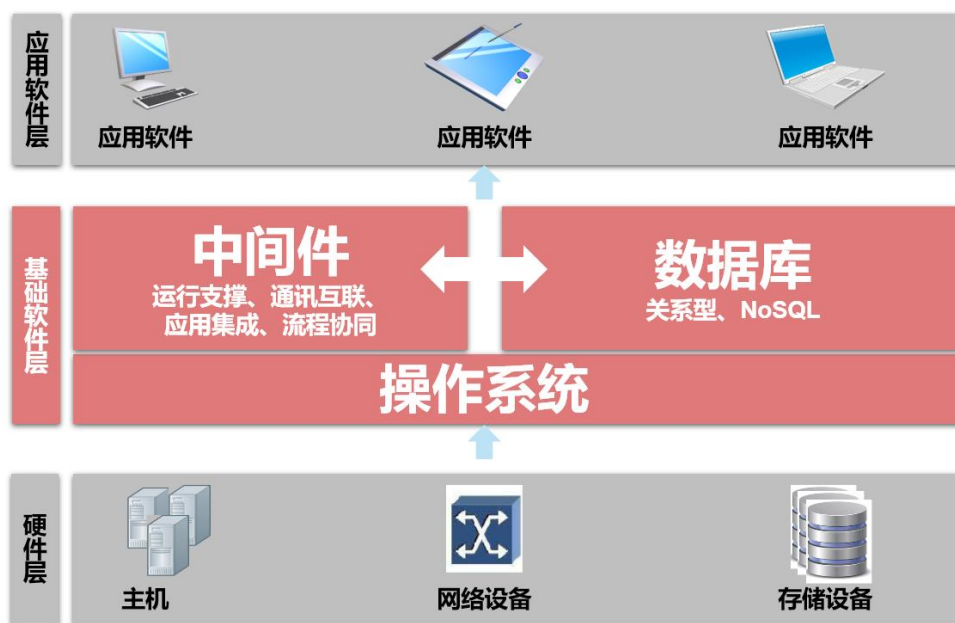 应用软件层
应用软件
应用软件
应用软件
基础软件层
中间件
运行支撑、通讯互联、
应用集成、流程协同
数据库
关系型、NoSQL
操作系统
硬件层
主机
网络设备
存储设备